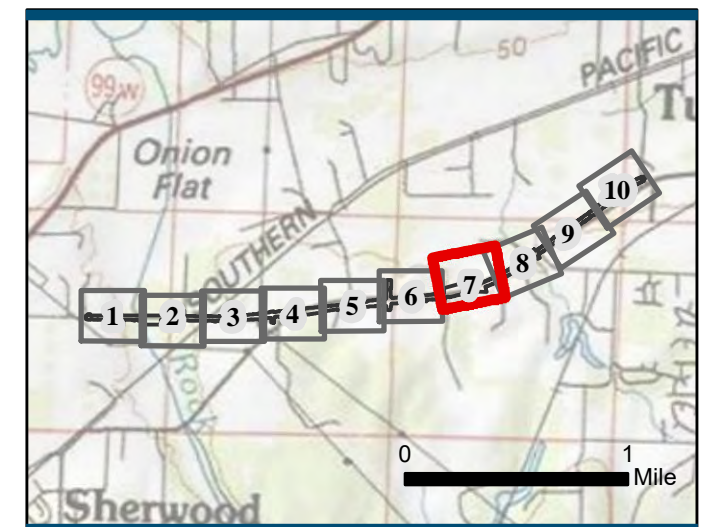 50
PACIFIC
99W
Tu
Onion
Flat
10
9
SOUTHERN
8
7
6
5
4
3
2
1
Rock
0 1
Mile
Sherwood